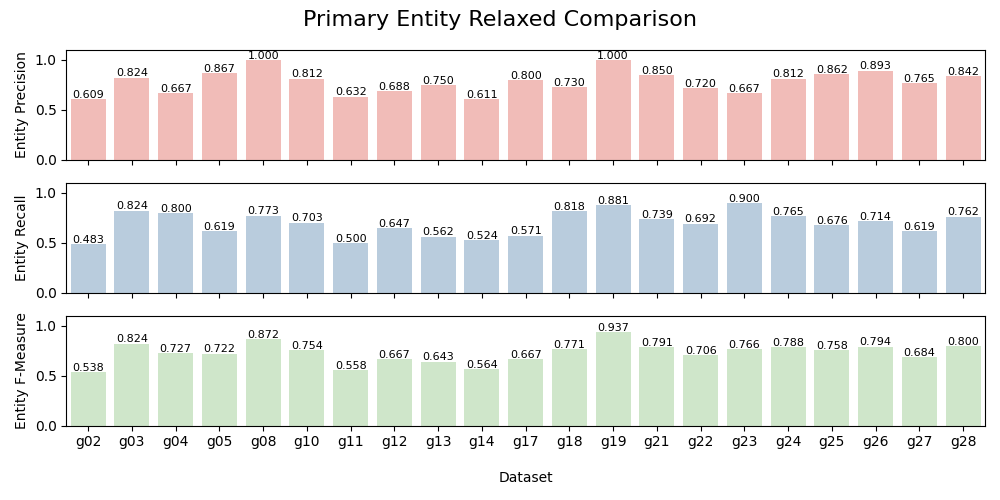 Primary Entity Relaxed Comparison
Entity Precision
1.0
0.5
0.0
0.609 0.824 0.667 0.867 1.000 0.812 0.632 0.688 0.750 0.611 0.800 0.730 1.000 0.850 0.720 0.667 0.812 0.862 0.893 0.765 0.842
Entity Recall
1.0
0.5
0.0
0.483 0.824 0.800 0.619 0.773 0.703 0.500 0.647 0.562 0.524 0.571 0.818 0.881 0.739 0.692 0.900 0.765 0.676 0.714 0.619 0.762
Entity F-Measure
1.0
0.5
0.0
0.538 0.824 0.727 0.722 0.872 0.754 0.558 0.667 0.643 0.564 0.667 0.771 0.937 0.791 0.706 0.766 0.788 0.758 0.794 0.684 0.800
g02 g03 g04 g05 g08 g10 g11 g12 g13 g14 g17 g18 g19 g21 g22 g23 g24 g25 g26 g27 g28
Dataset